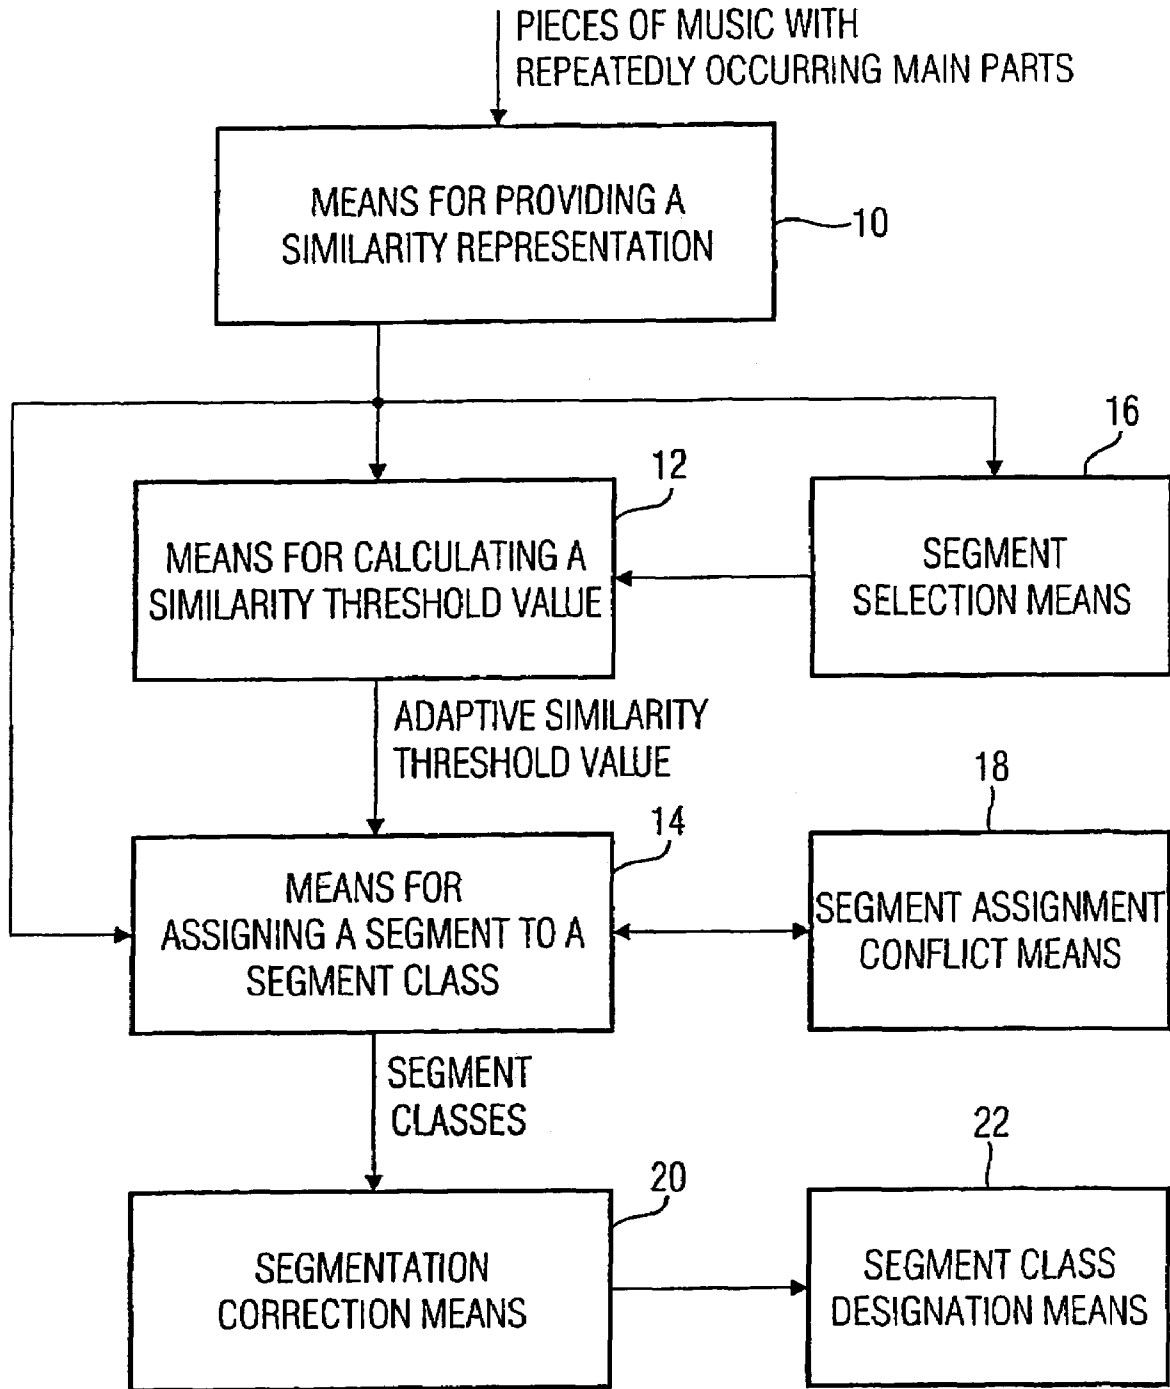 PIECES OF MUSIC WITH
REPEATEDLY OCCURRING MAIN PARTS
MEANS FOR PROVIDING A
SIMILARITY REPRESENTATION
10
16
12
MEANS FOR CALCULATING A
SIMILARITY THRESHOLD VALUE
SEGMENT
SELECTION MEANS
ADAPTIVE SIMILARITY
THRESHOLD VALUE
18
14
MEANS FOR
ASSIGNING A SEGMENT TO A
SEGMENT CLASS
SEGMENT ASSIGNMENT
CONFLICT MEANS
SEGMENT
CLASSES
22
20
SEGMENTATION
CORRECTION MEANS
SEGMENT CLASS
DESIGNATION MEANS